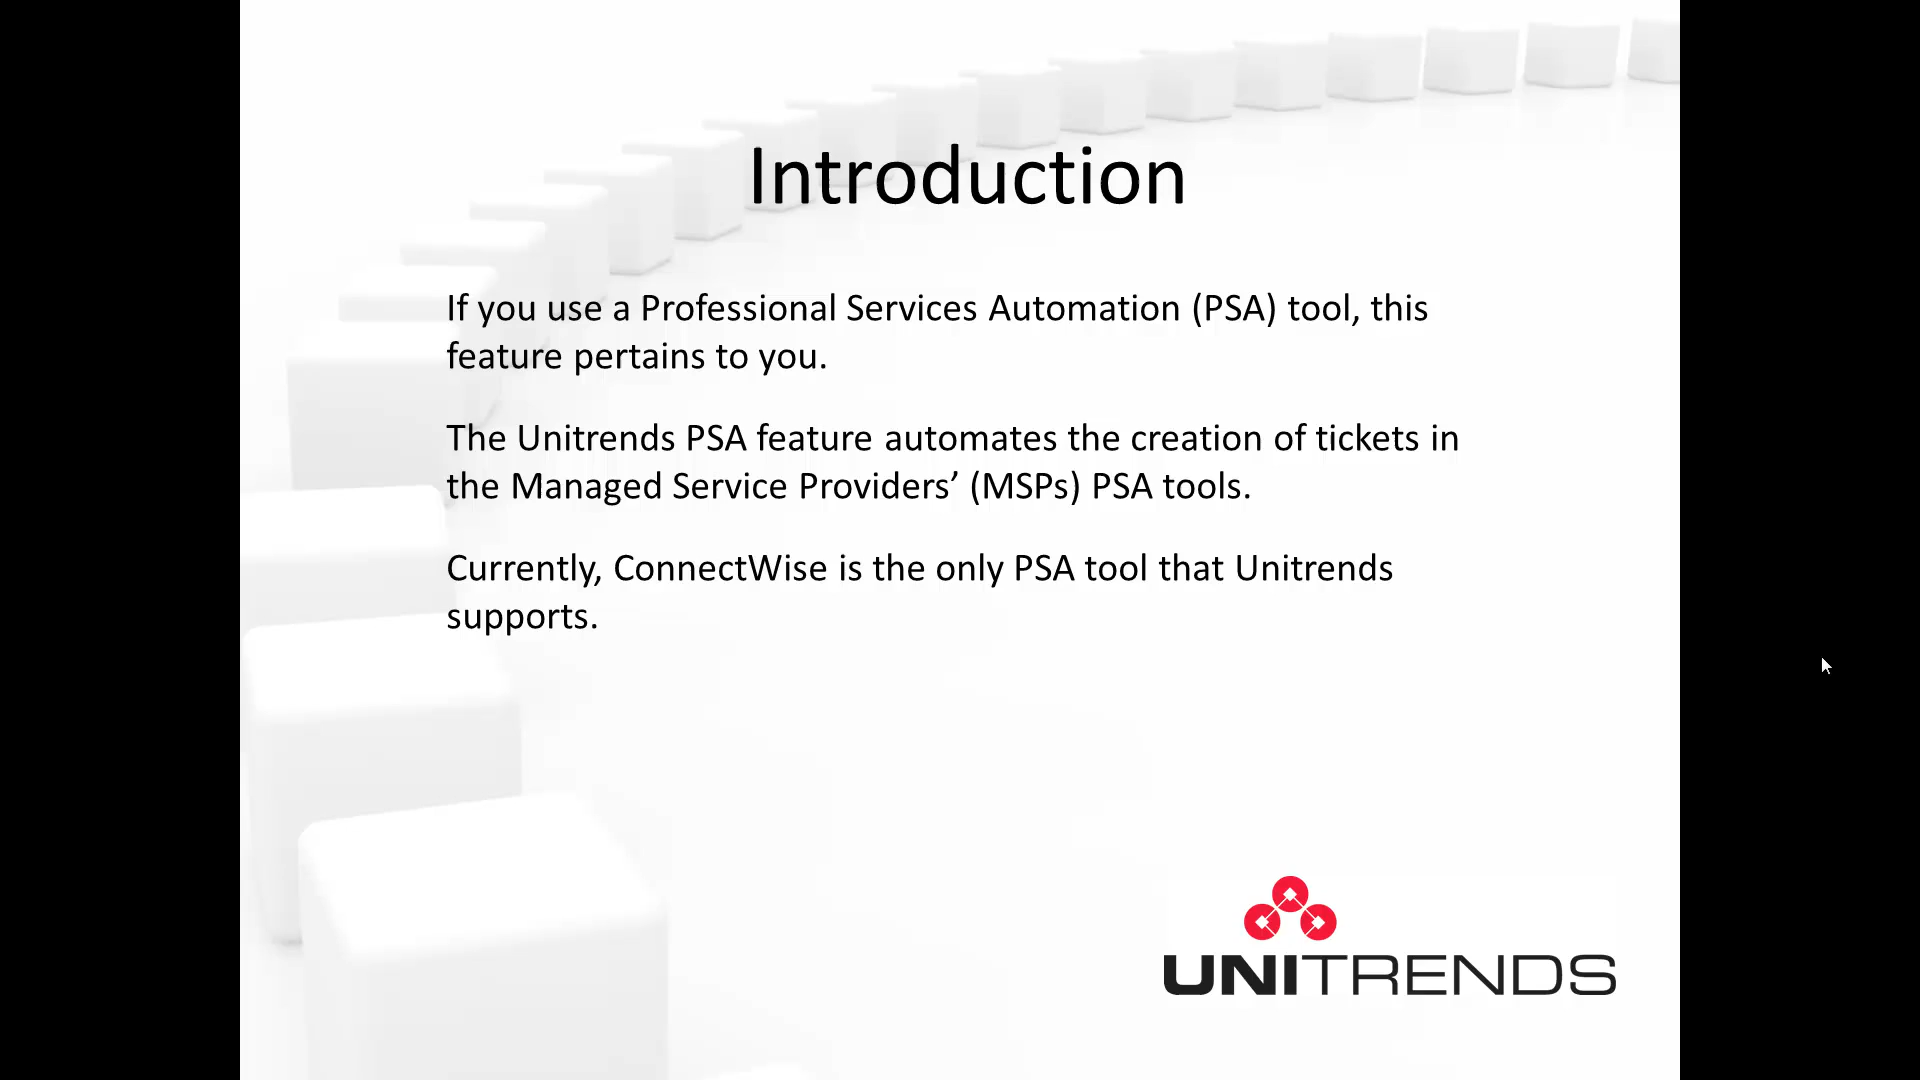 Introduction
If you use a Professional Services Automation (PSA) tool, this
feature pertains to you.
The Unitrends PSA feature automates the creation of tickets in
the Managed Service Providers’ (MSPs) PSA tools.
Currently, ConnectWise is the only PSA tool that Unitrends
supports.
UNITRENDS